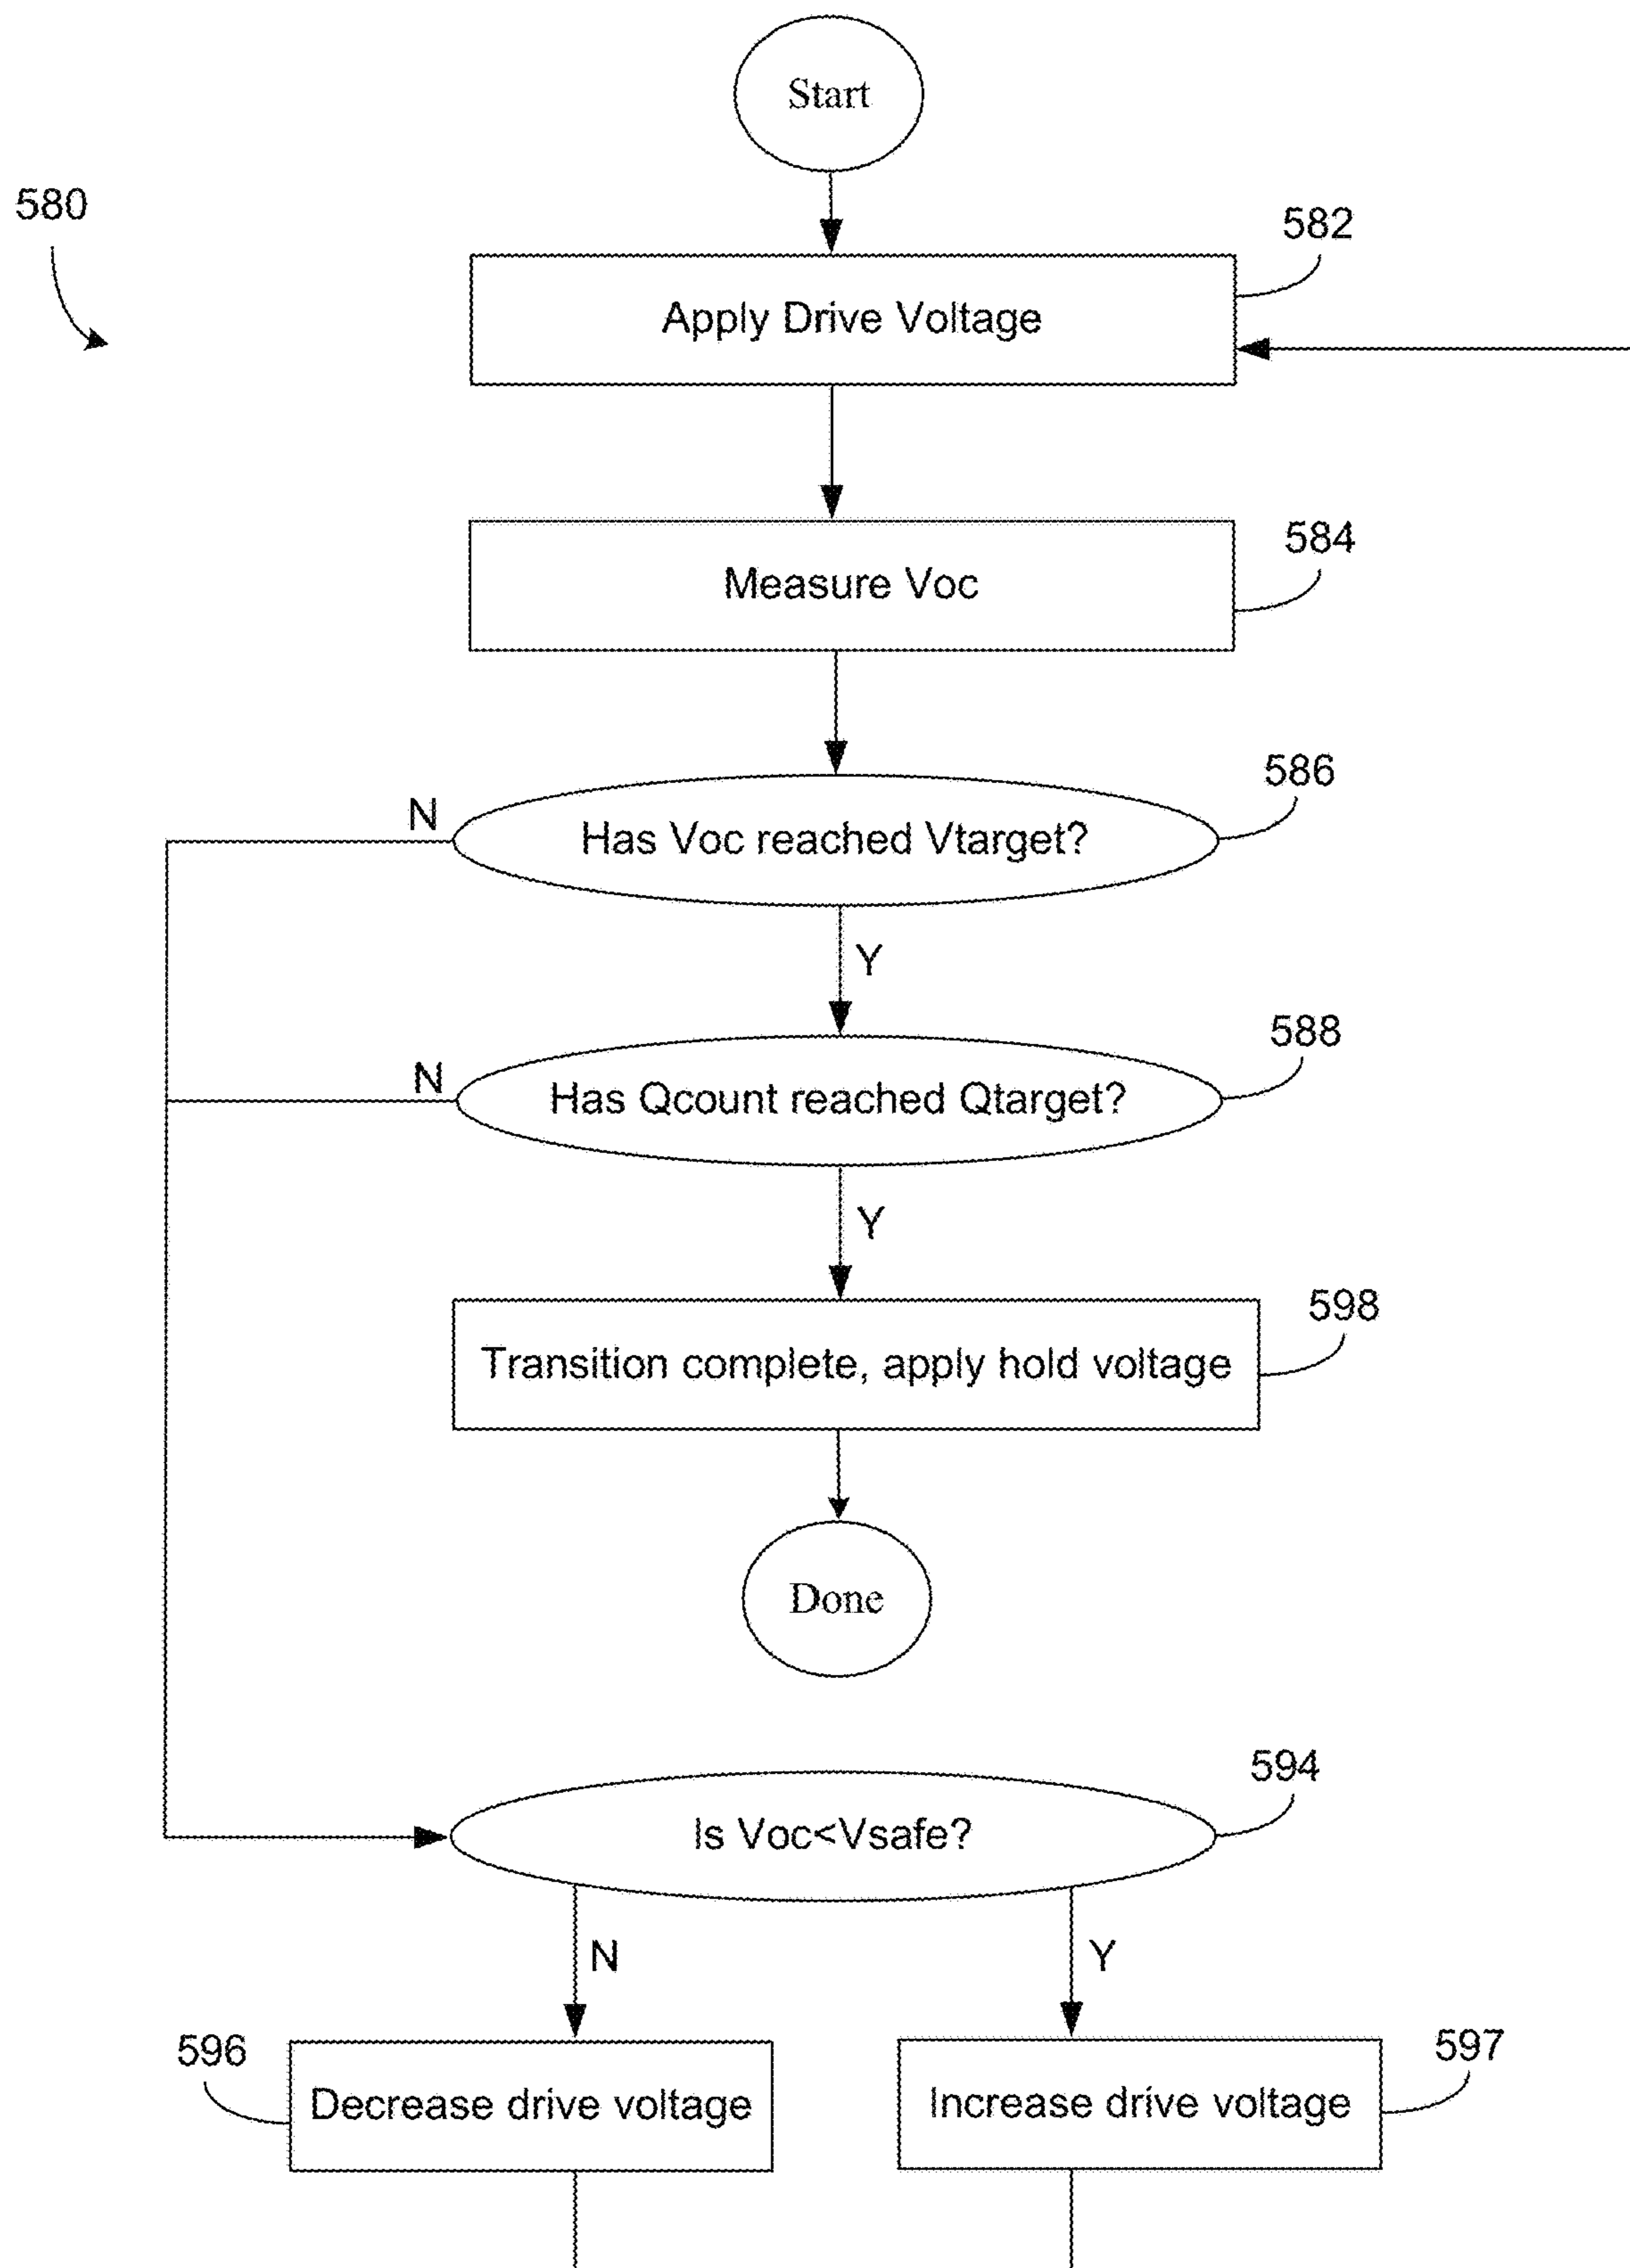 Start
580
582
Apply Drive Voltage
584
Measure Voc
586
N
Has Voc reached Vtarget?
Y
588
N
Has Qcount reached Qtarget?
Y
598
Transition complete, apply hold voltage
Done
594
Is Voc<Vsafe?
N
Y
596
Decrease drive voltage
597
Increase drive voltage